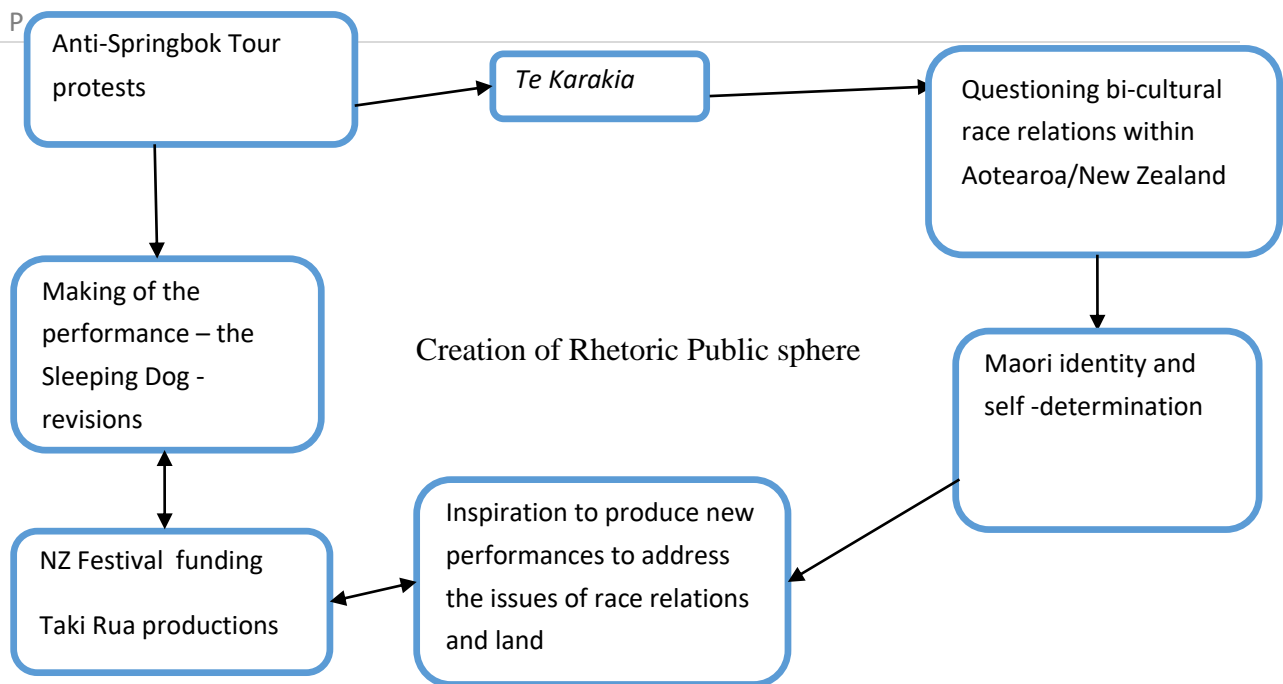 P
Anti-Springbok Tour
protests
Te Karakia
Questioning bi-cultural
race relations within
Aotearoa/New Zealand
Making of the
performance – the
Sleeping Dog -
revisions
Creation of Rhetoric Public sphere
Maori identity and
self -determination
NZ Festival  funding
Taki Rua productions
Inspiration to produce new
performances to address
the issues of race relations
and land